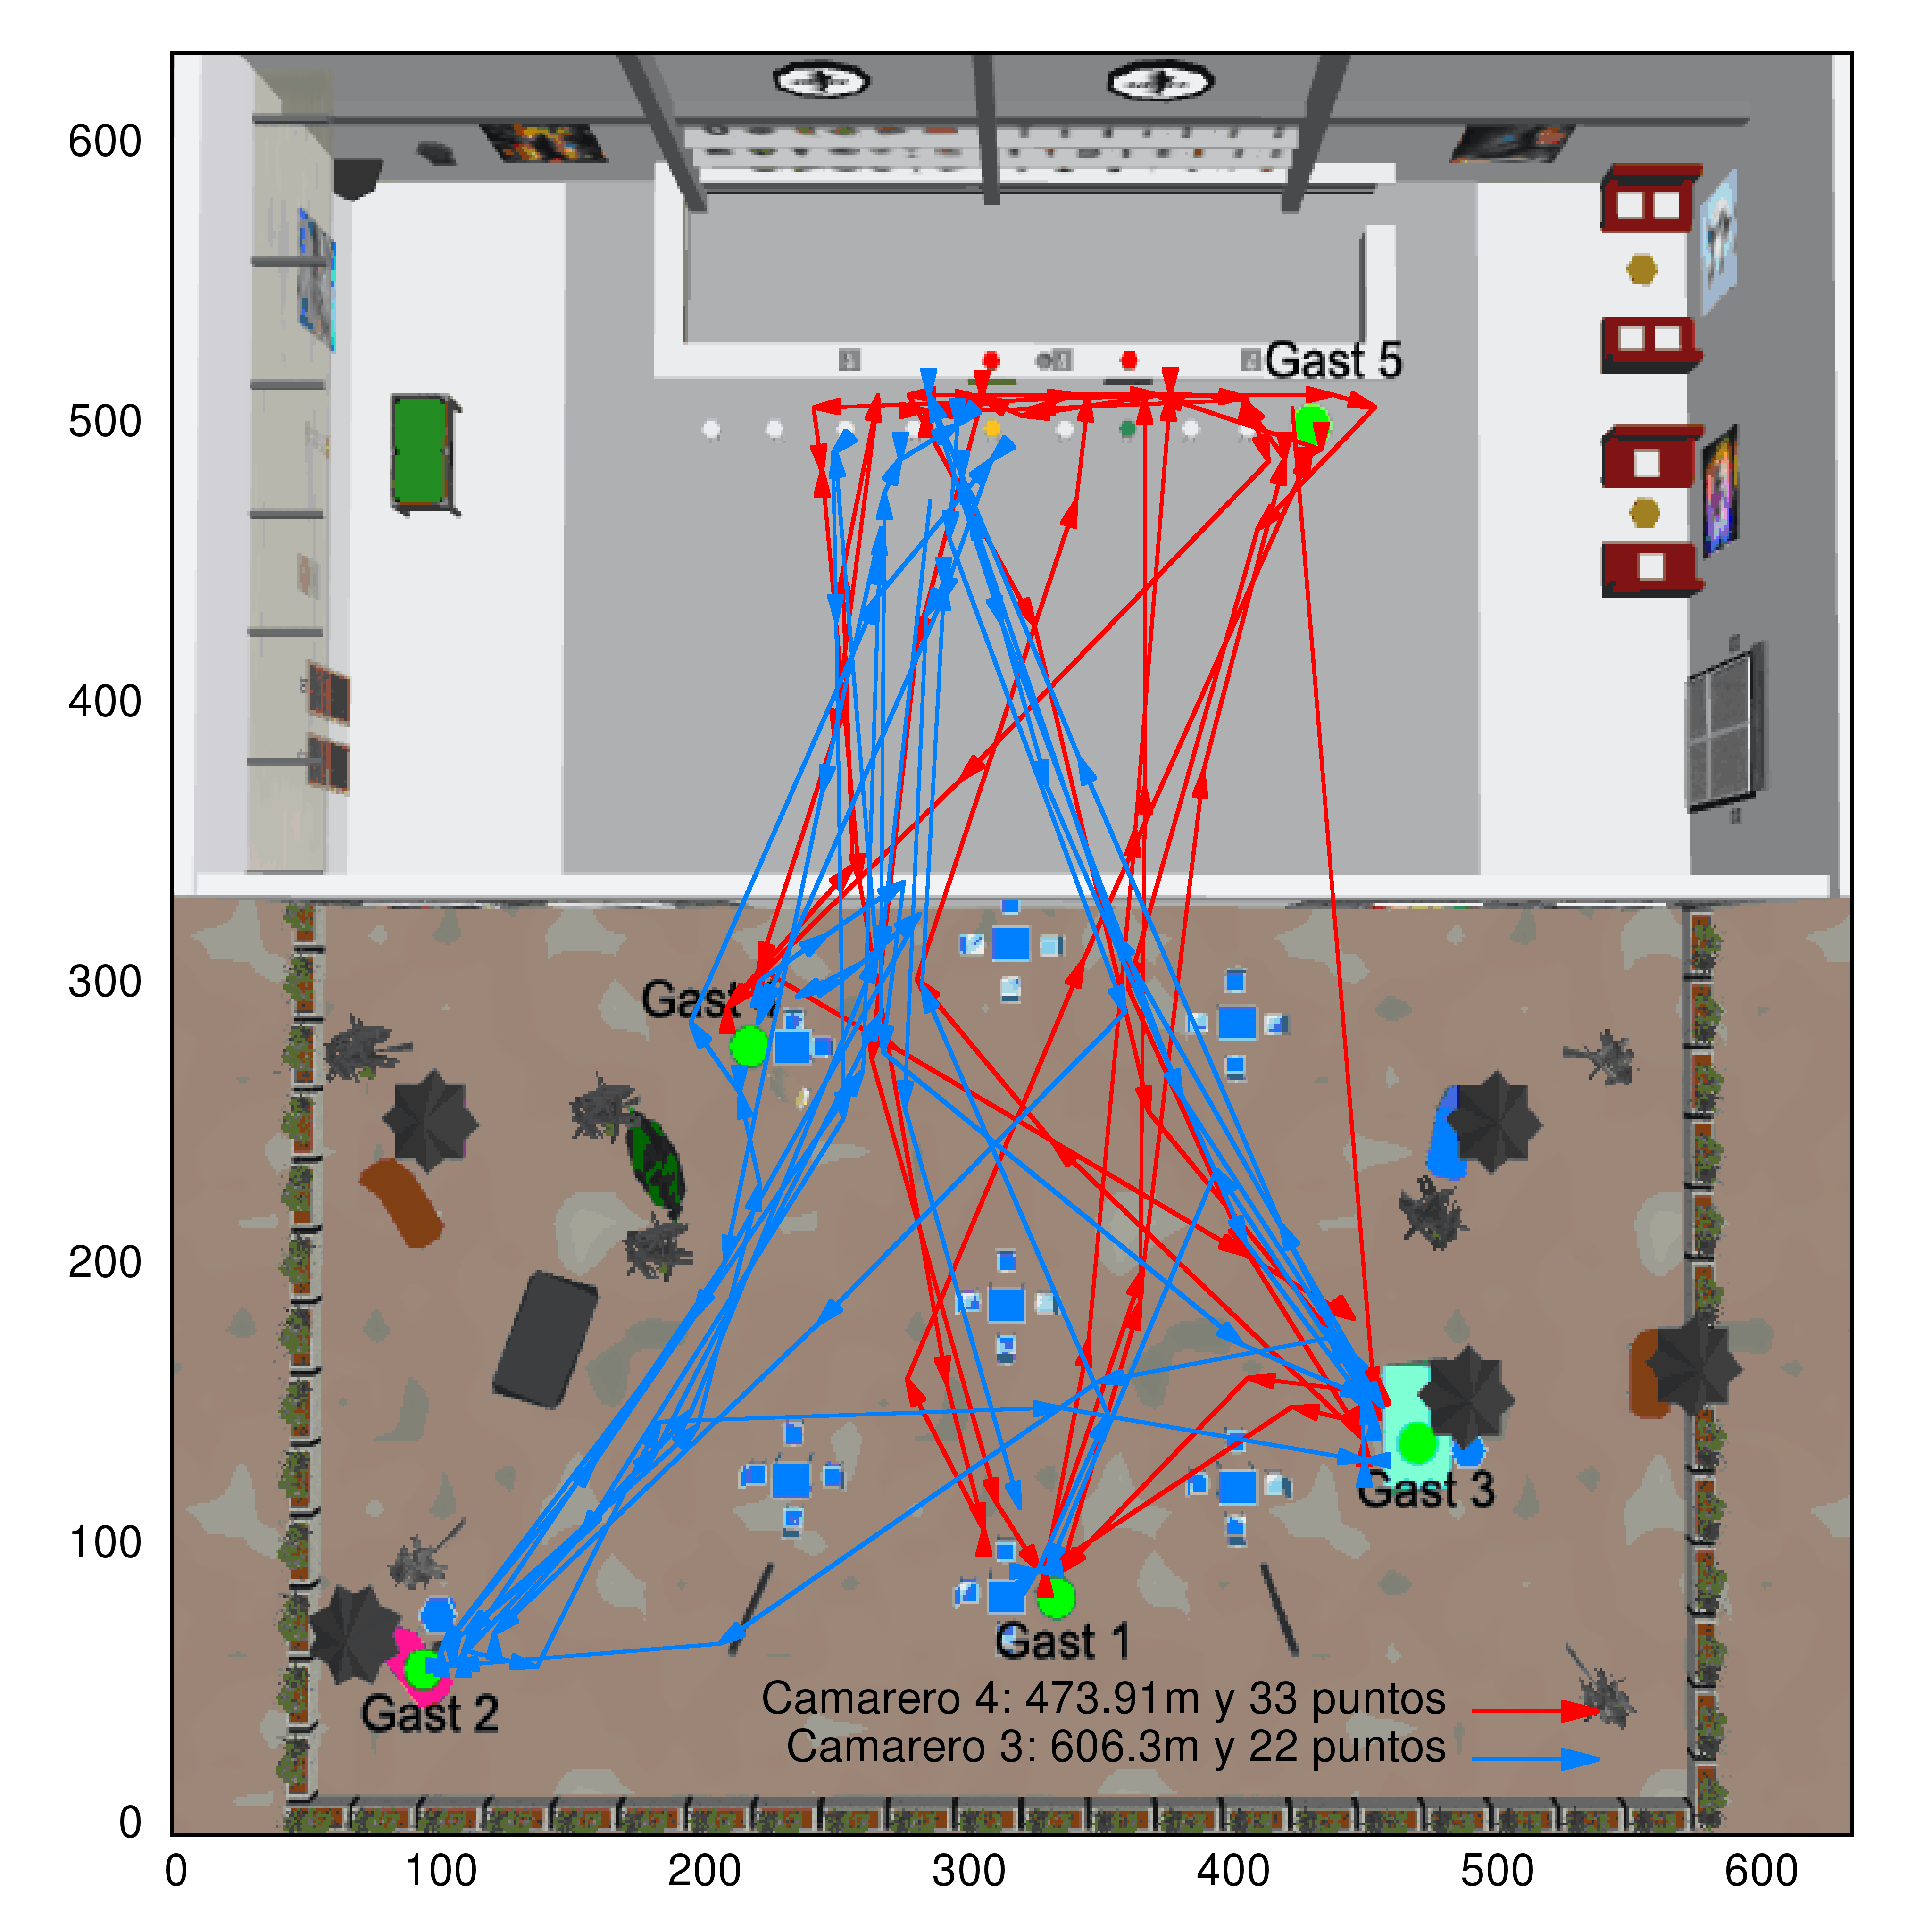 600
Gast 5
500
400
300
Gast
200
Gast 3
100
Gast 1
Gast 2
Camarero 4: 473.91m y 33 puntos
Camarero 3: 606.3m y 22 puntos
0
0 100 200 300 400 500 600